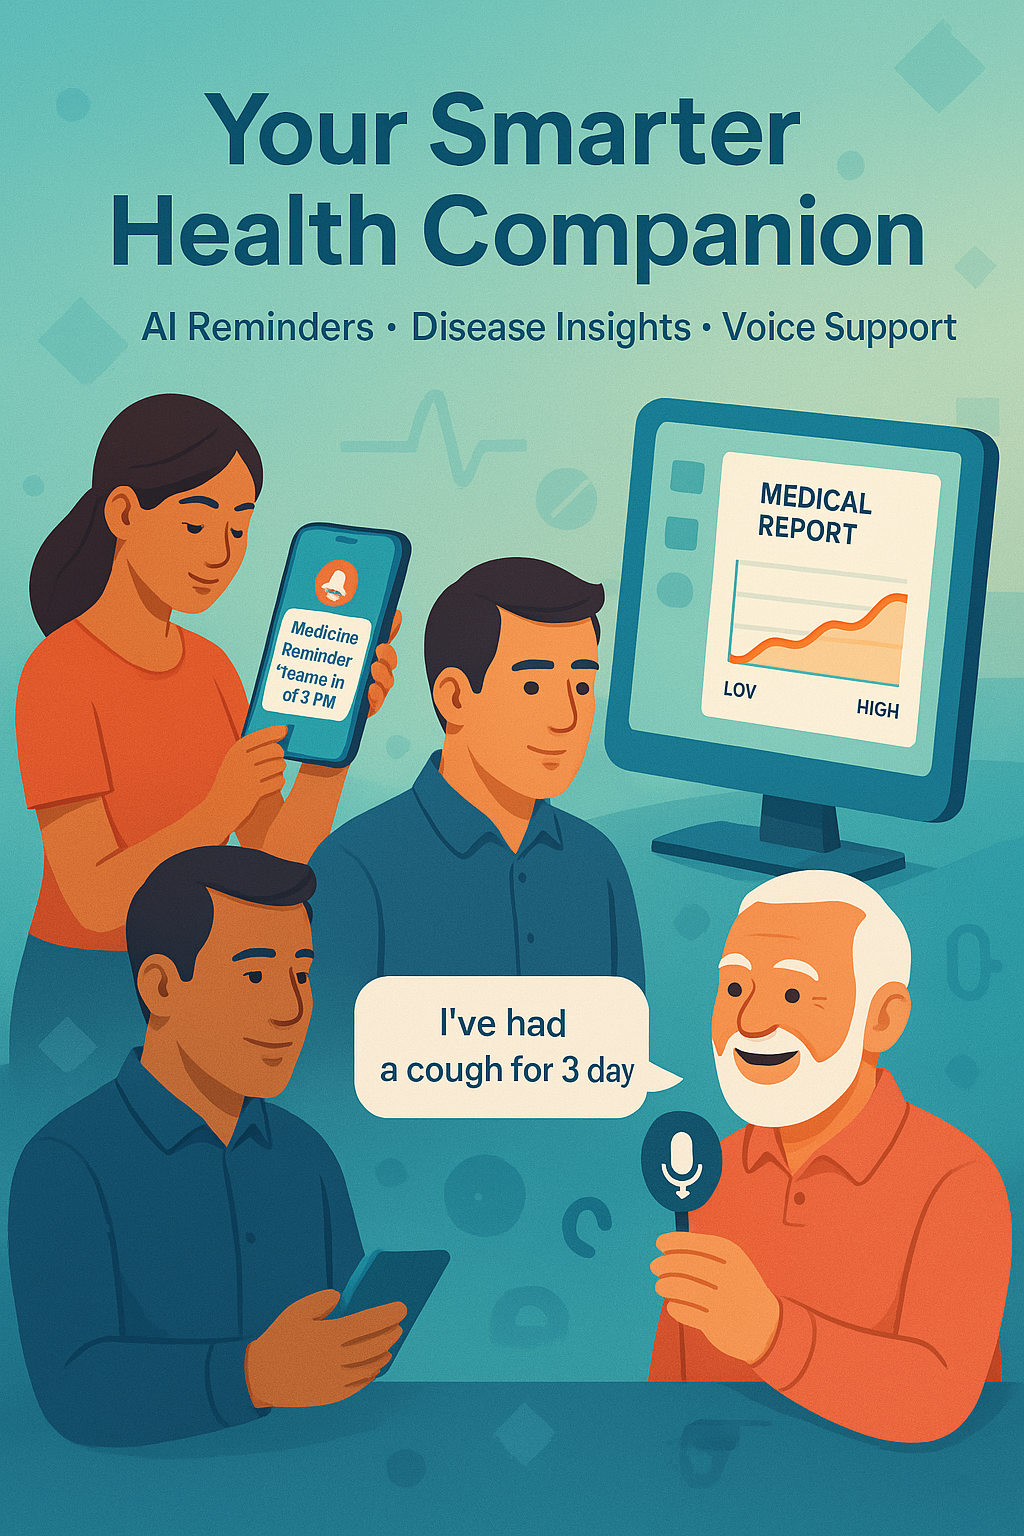 Your Smarter
Health Companion
AI Reminders • Disease Insights • Voice Support
Medicine
Reminder
‘teame in
of 3 PM
MEDICAL
REPORT
LOV
HIGH
I've had
a cough for 3 day